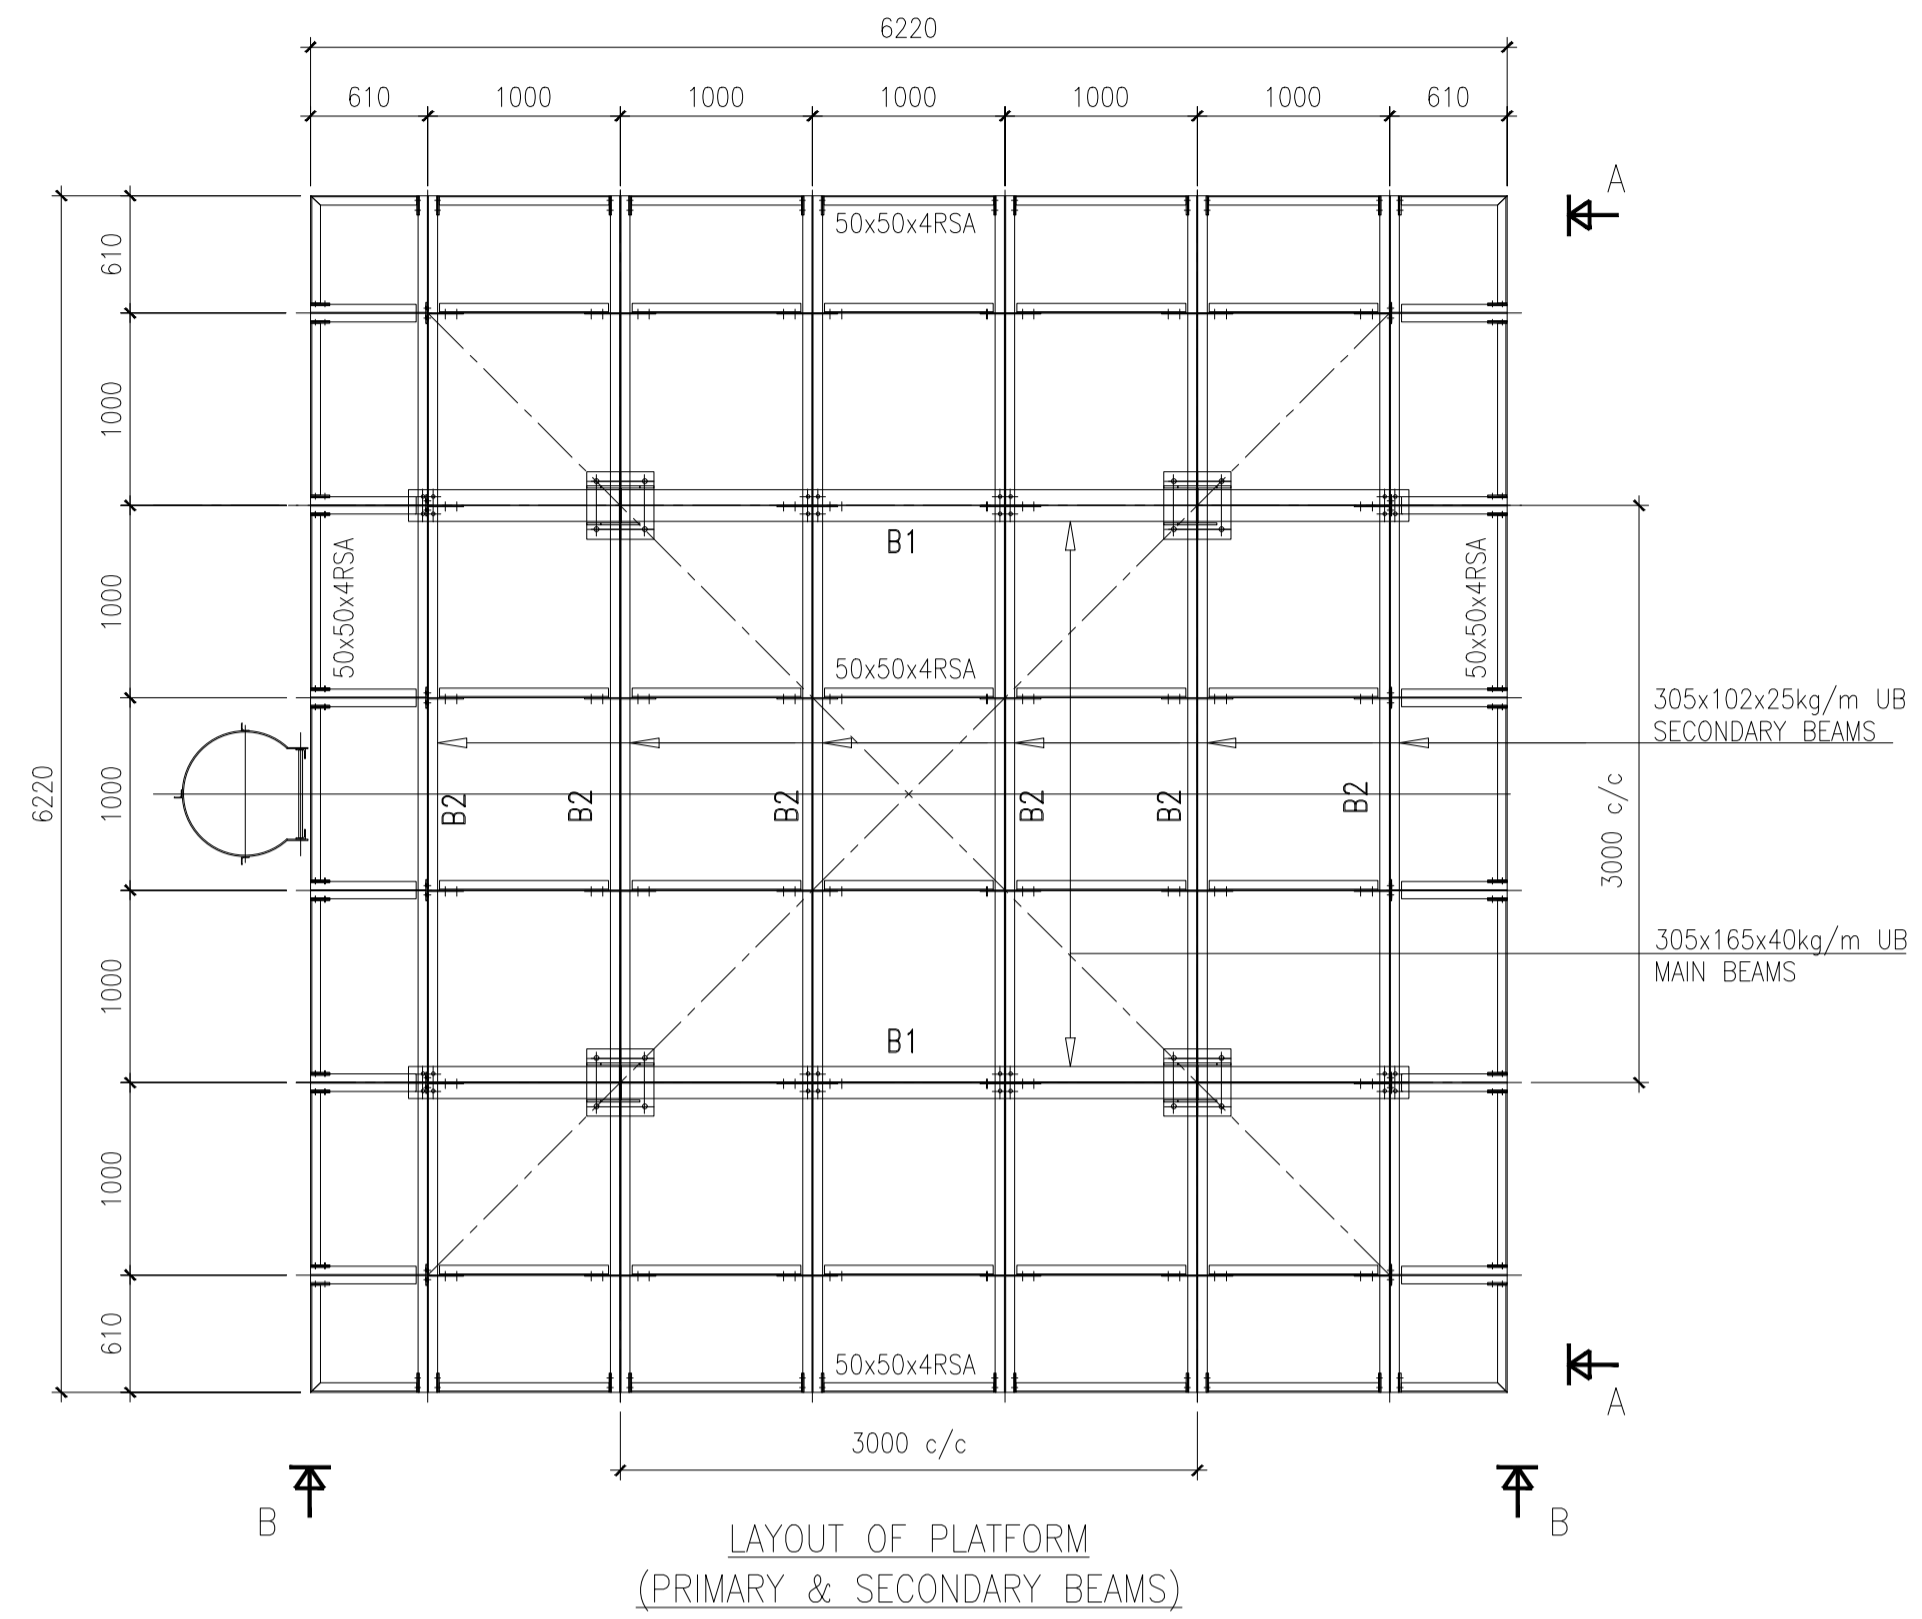 6220
610 1000 1000 1000 1000 1000 610
A
50x50x4RSA
610
1000
B1
1000
50x50x4RSA
50x50x4RSA
50x50x4RSA
305x102x25kg/m UB
SECONDARY BEAMS
6220
1000
B2 B2 B2 B2 B2 B2
3000 c/c
305x165x40kg/m UB
MAIN BEAMS
1000
B1
1000
610
50x50x4RSA
A
3000 c/c
B B
LAYOUT OF PLATFORM
(PRIMARY & SECONDARY BEAMS)